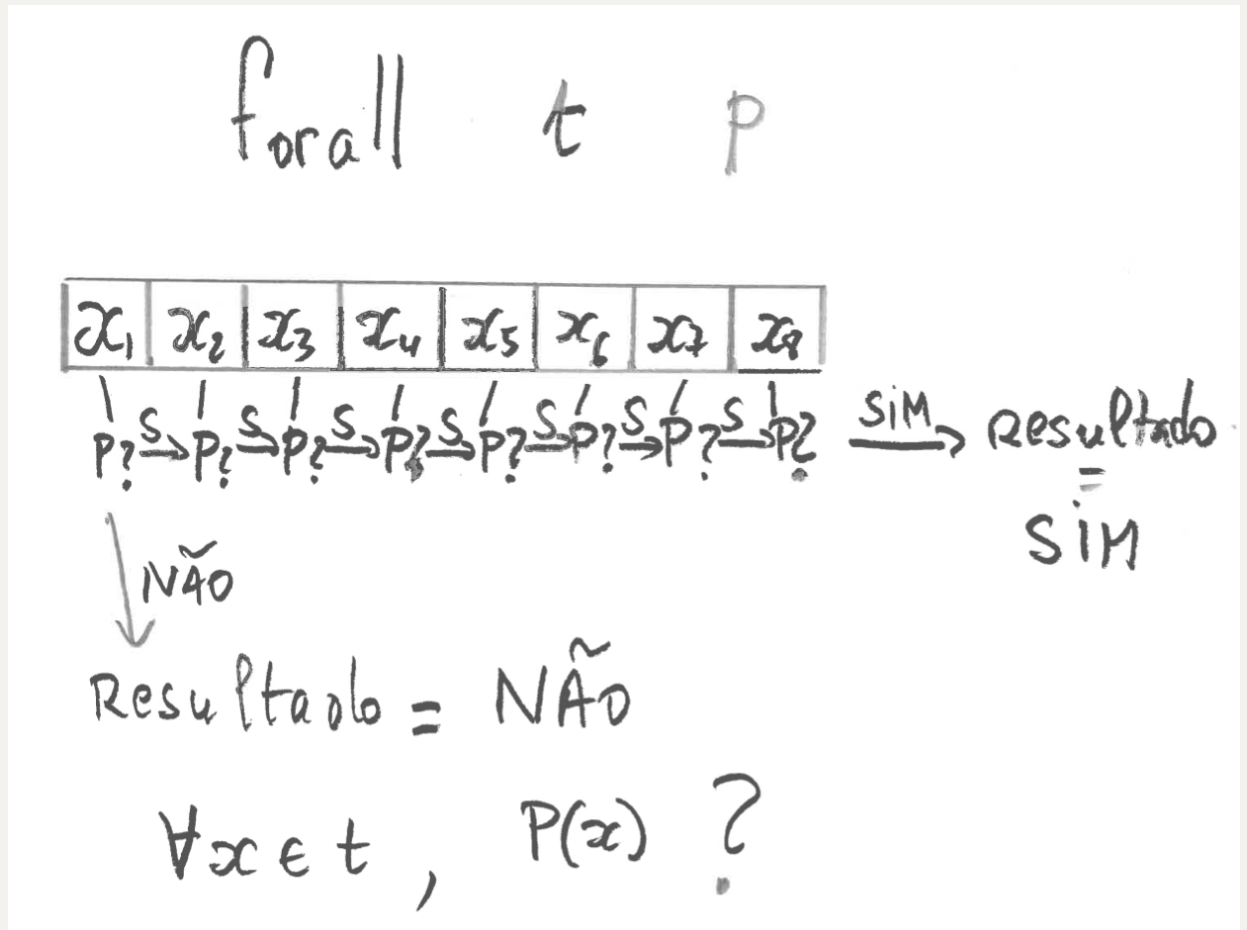 forall t p
x₁ x₂ x₃ x₄ x₅ x₆ x₇ x₈
P? S P? S P? S P? S P? S P? S P? S P? SiM Resultado
=
SiM
NÃO
Resultado = NÃO
∀x ∈ t, P(x) ?